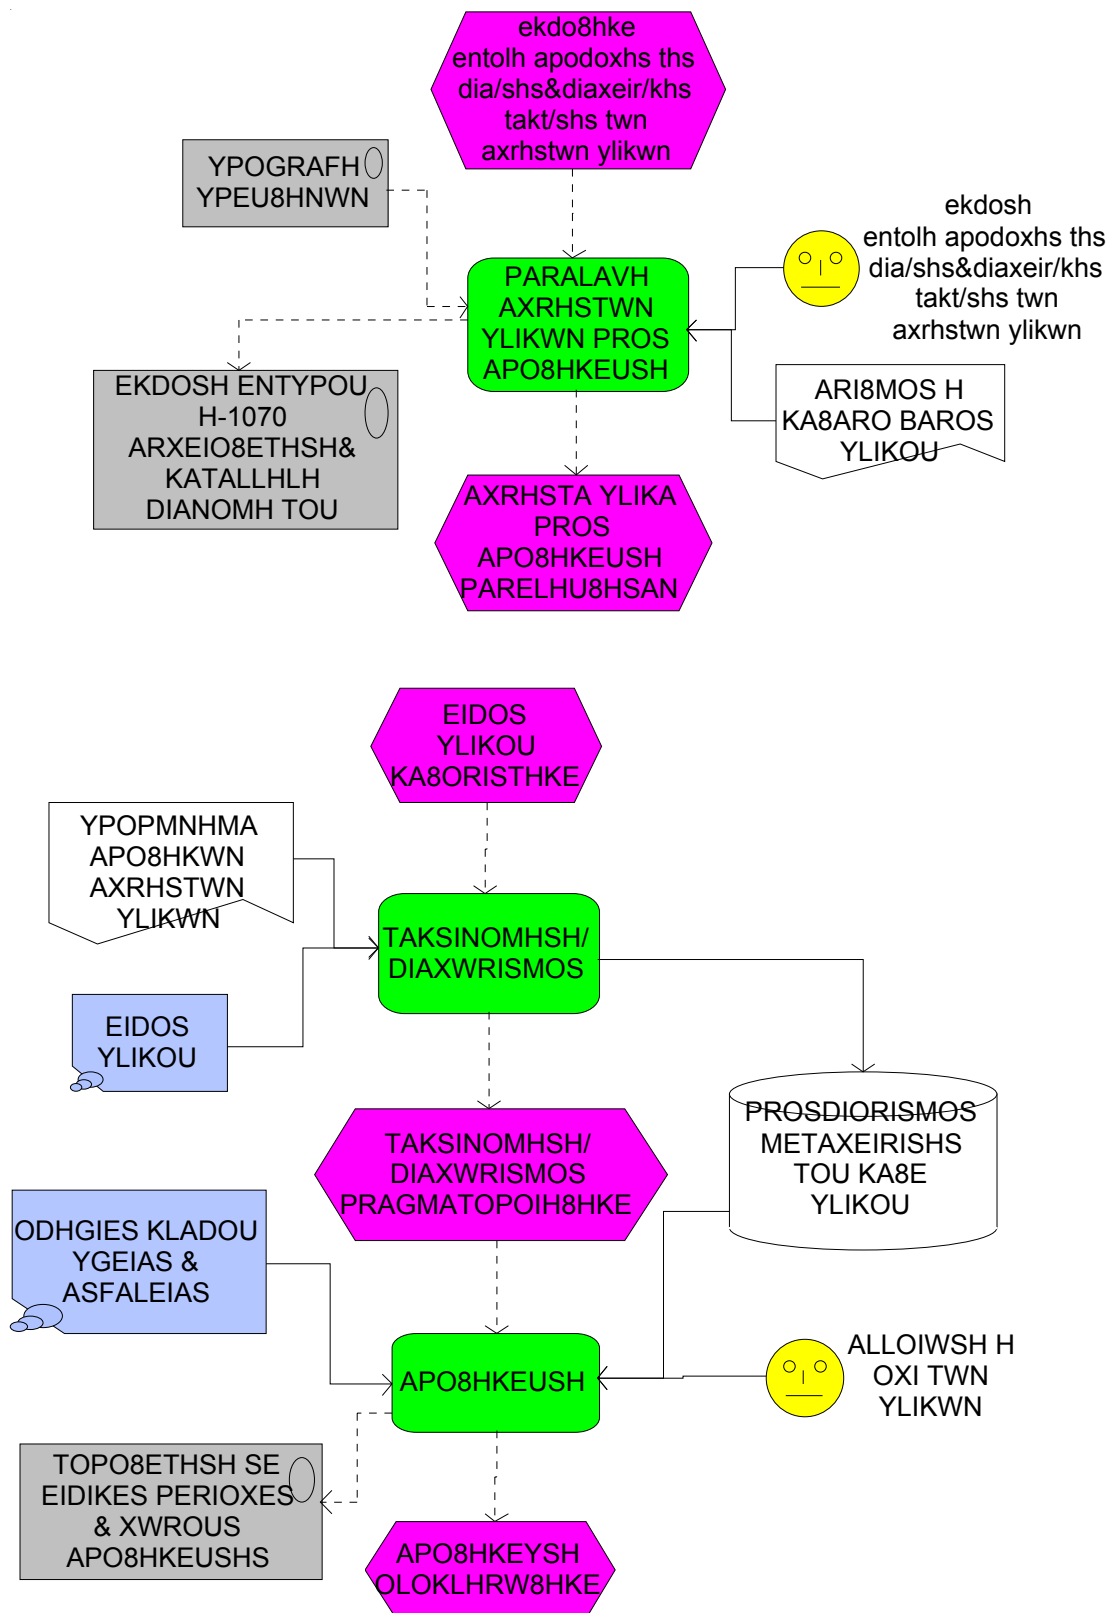 ekdo8hke
entolh apodoxhs ths
dia/shs&diaxeir/khs
takt/shs twn
axrhstwn ylikwn
YPOGRAFH
YPEU8HNWN
ekdosh
entolh apodoxhs ths
dia/shs&diaxeir/khs
takt/shs twn
axrhstwn ylikwn
PARALAVH
AXRHSTWN
YLIKWN PROS
APO8HKEUSH
EKDOSH ENTYPOU
H-1070
ARXEIO8ETHSH&
KATALLHLH
DIANOMH TOU
ARI8MOS H
KA8ARO BAROS
YLIKOU
AXRHSTA YLIKA
PROS
APO8HKEUSH
PARELHU8HSAN
EIDOS
YLIKOU
KA8ORISTHKE
YPOPMNHMA
APO8HKWN
AXRHSTWN
YLIKWN
TAKSINOMHSH/
DIAXWRISMOS
EIDOS
YLIKOU
PROSDIORISMOS
METAXEIRISHS
TOU KA8E
YLIKOU
TAKSINOMHSH/
DIAXWRISMOS
PRAGMATOPOIH8HKE
ODHGIES KLADOU
YGEIAS &
ASFALEIAS
APO8HKEUSH
ALLOIWSH H
OXI TWN
YLIKWN
TOPO8ETHSH SE
EIDIKES PERIOXES
& XWROUS
APO8HKEUSHS
APO8HKEYSH
OLOKLHRW8HKE